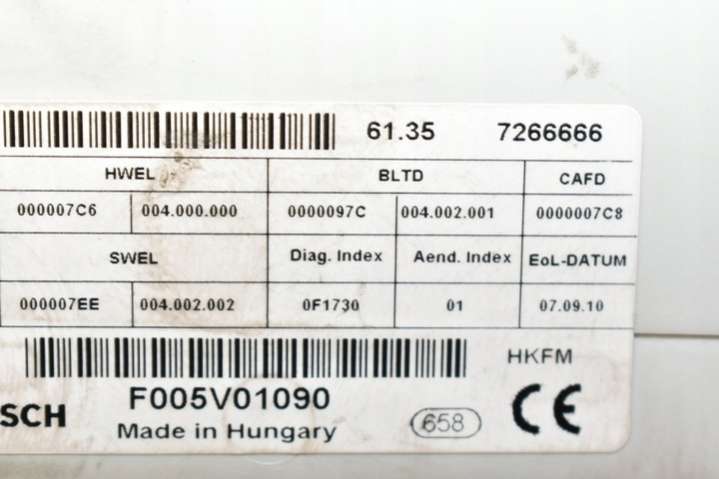 61.35 7266666
HWEL BLTD CAFD
000007C6 004.000.000 0000097C 004.002.001 0000007C8
SWEL Diag. Index Aend. Index EoL-DATUM
000007EE 004.002.002 0F1730 01 07.09.10
HKFM
F005V01090
SCH
Made in Hungary 658 CE